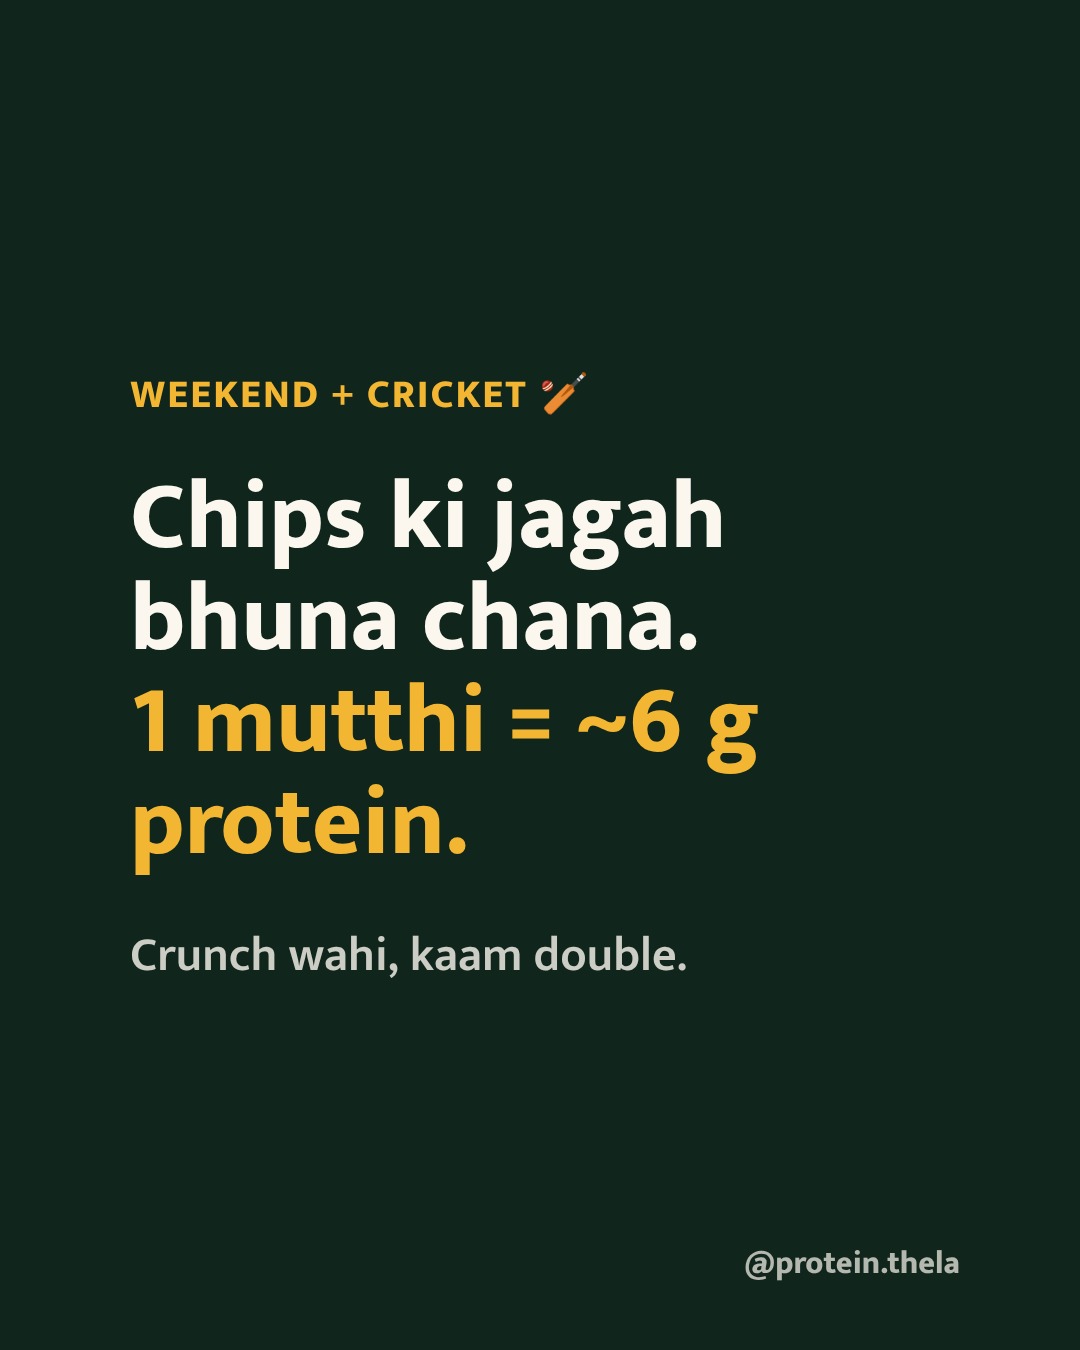 WEEKEND + CRICKET 🏏
Chips ki jagah
bhuna chana.
1 mutthi = ~6 g
protein.
Crunch wahi, kaam double.
@protein.thela